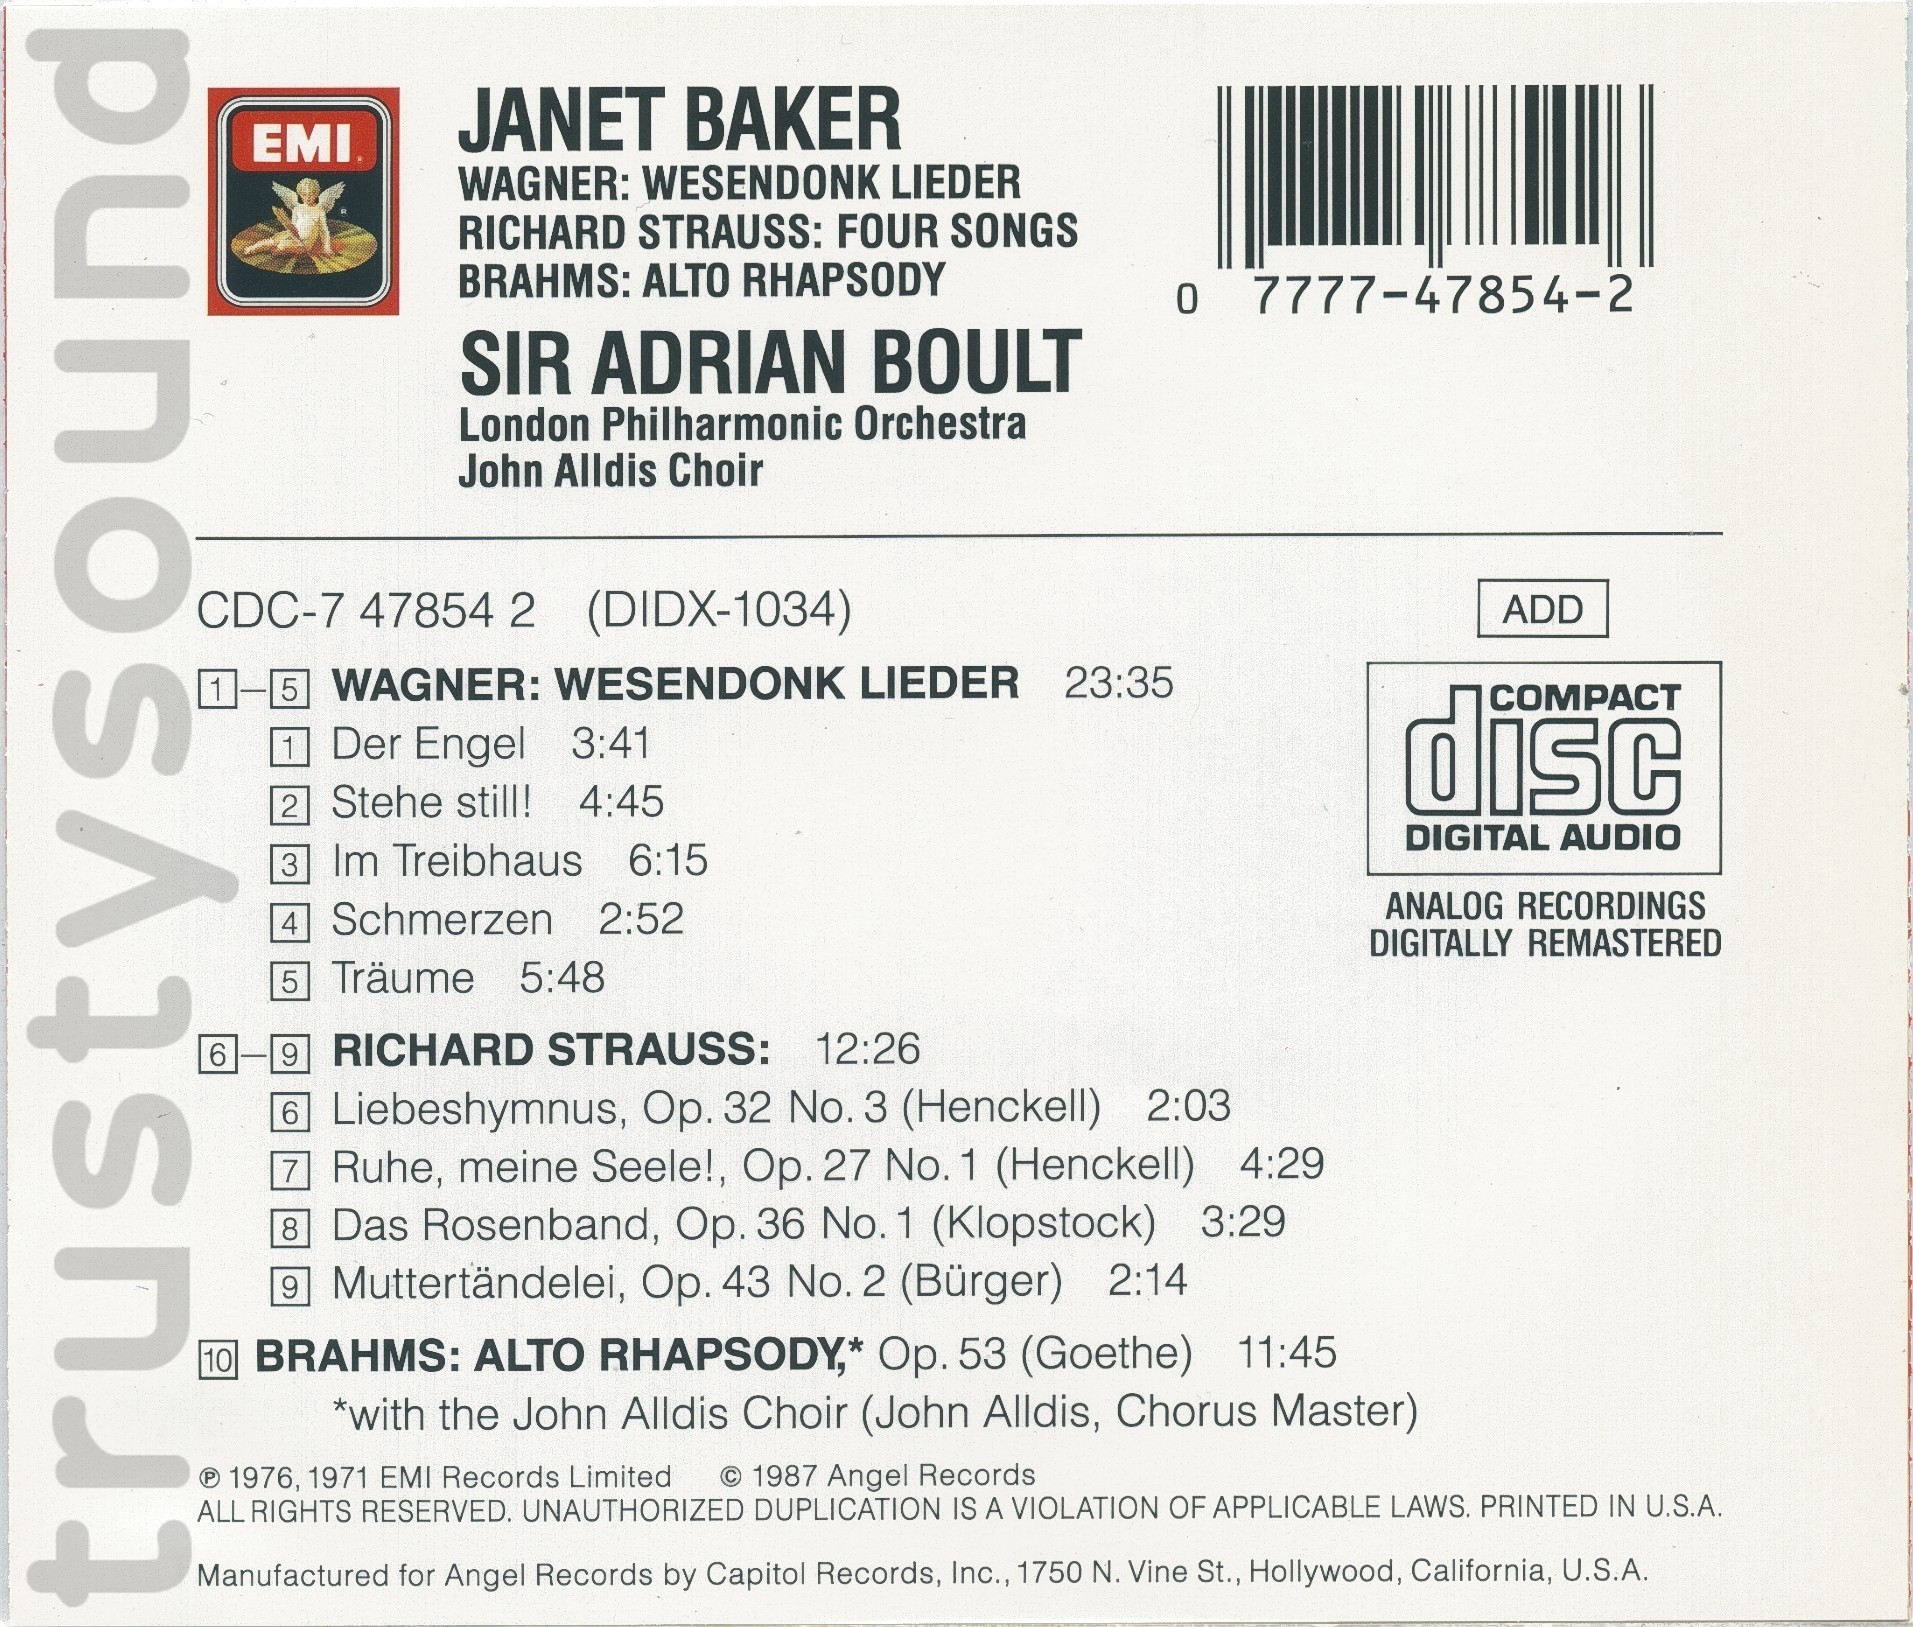 trustysound
EMI
JANET BAKER
WAGNER: WESENDONK LIEDER
RICHARD STRAUSS: FOUR SONGS
BRAHMS: ALTO RHAPSODY
SIR ADRIAN BOULT
London Philharmonic Orchestra
John Alldis Choir
0 7777-47854-2
CDC-7 47854 2 (DIDX-1034)
ADD
1–5 WAGNER: WESENDONK LIEDER 23:35
1 Der Engel 3:41
2 Stehe still! 4:45
3 Im Treibhaus 6:15
4 Schmerzen 2:52
5 Träume 5:48
COMPACT
disc
DIGITAL AUDIO
ANALOG RECORDINGS
DIGITALLY REMASTERED
6–9 RICHARD STRAUSS: 12:26
6 Liebeshymnus, Op. 32 No. 3 (Henckell) 2:03
7 Ruhe, meine Seele!, Op. 27 No. 1 (Henckell) 4:29
8 Das Rosenband, Op. 36 No. 1 (Klopstock) 3:29
9 Muttertändelei, Op. 43 No. 2 (Bürger) 2:14
10 BRAHMS: ALTO RHAPSODY,* Op. 53 (Goethe) 11:45
*with the John Alldis Choir (John Alldis, Chorus Master)
℗ 1976, 1971 EMI Records Limited © 1987 Angel Records
ALL RIGHTS RESERVED. UNAUTHORIZED DUPLICATION IS A VIOLATION OF APPLICABLE LAWS. PRINTED IN U.S.A.
Manufactured for Angel Records by Capitol Records, Inc., 1750 N. Vine St., Hollywood, California, U.S.A.